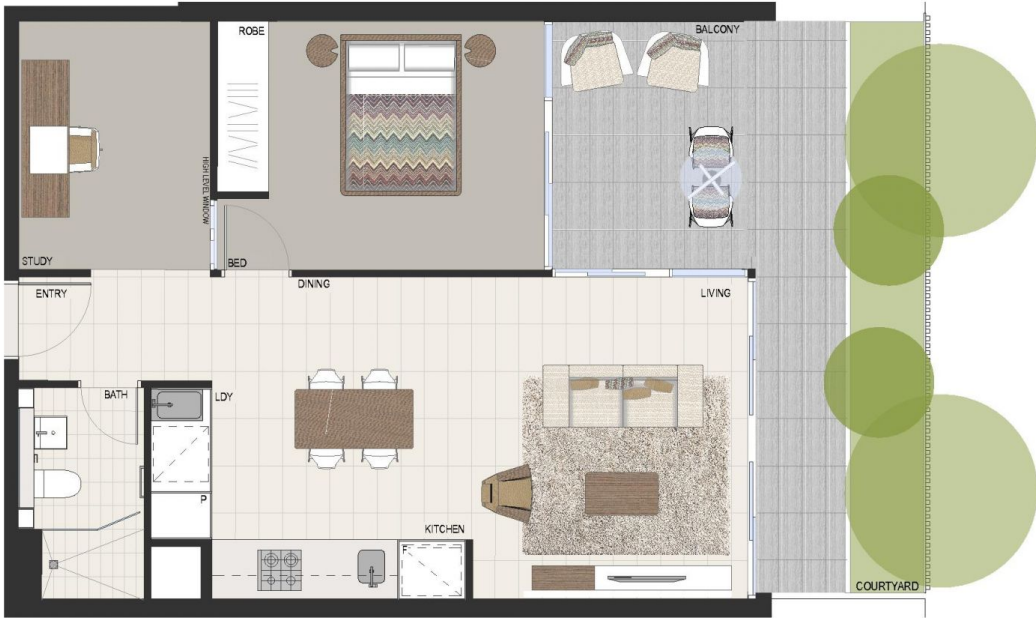 ROBE
BALCONY
HIGH LEVEL WINDOW
STUDY
BED
ENTRY
DINING
LIVING
BATH
LDY
P
KITCHEN
F
COURTYARD